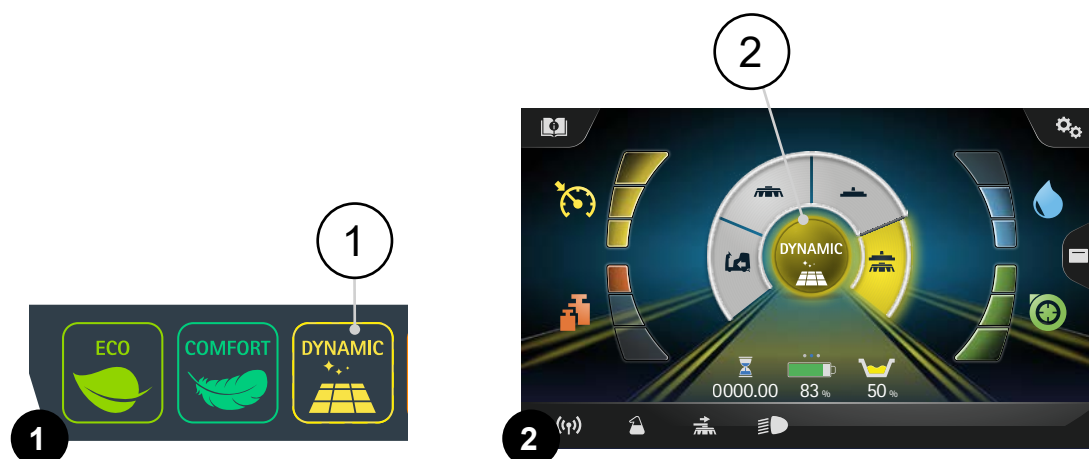 2
1
ECO COMFORT DYNAMIC
DYNAMIC
0000.00 83 % 50 %
1
2